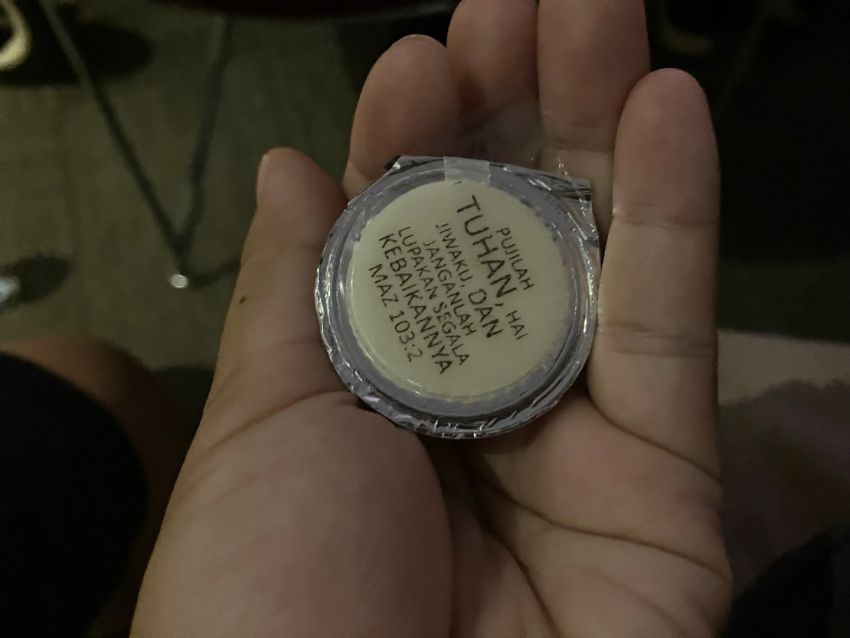 PUJILAH
TUHAN, HAI
JIWAKU, DAN
JANGANLAH
LUPAKAN SEGALA
KEBAIKANNYA
MAZ 103:2